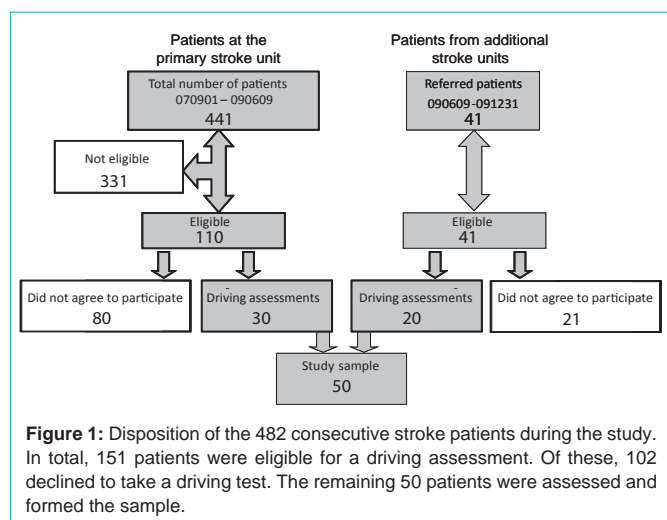 Patients at the
primary stroke unit
Patients from additional
stroke units
Total number of patients
070901 – 090609
441
Referred patients
090609-091231
41
Not eligible
331
Eligible
110
Eligible
41
Did not agree to participate
80
Driving assessments
30
Driving assessments
20
Did not agree to participate
21
Study sample
50
Figure 1: Disposition of the 482 consecutive stroke patients during the study.
In total, 151 patients were eligible for a driving assessment. Of these, 102
declined to take a driving test. The remaining 50 patients were assessed and
formed the sample.